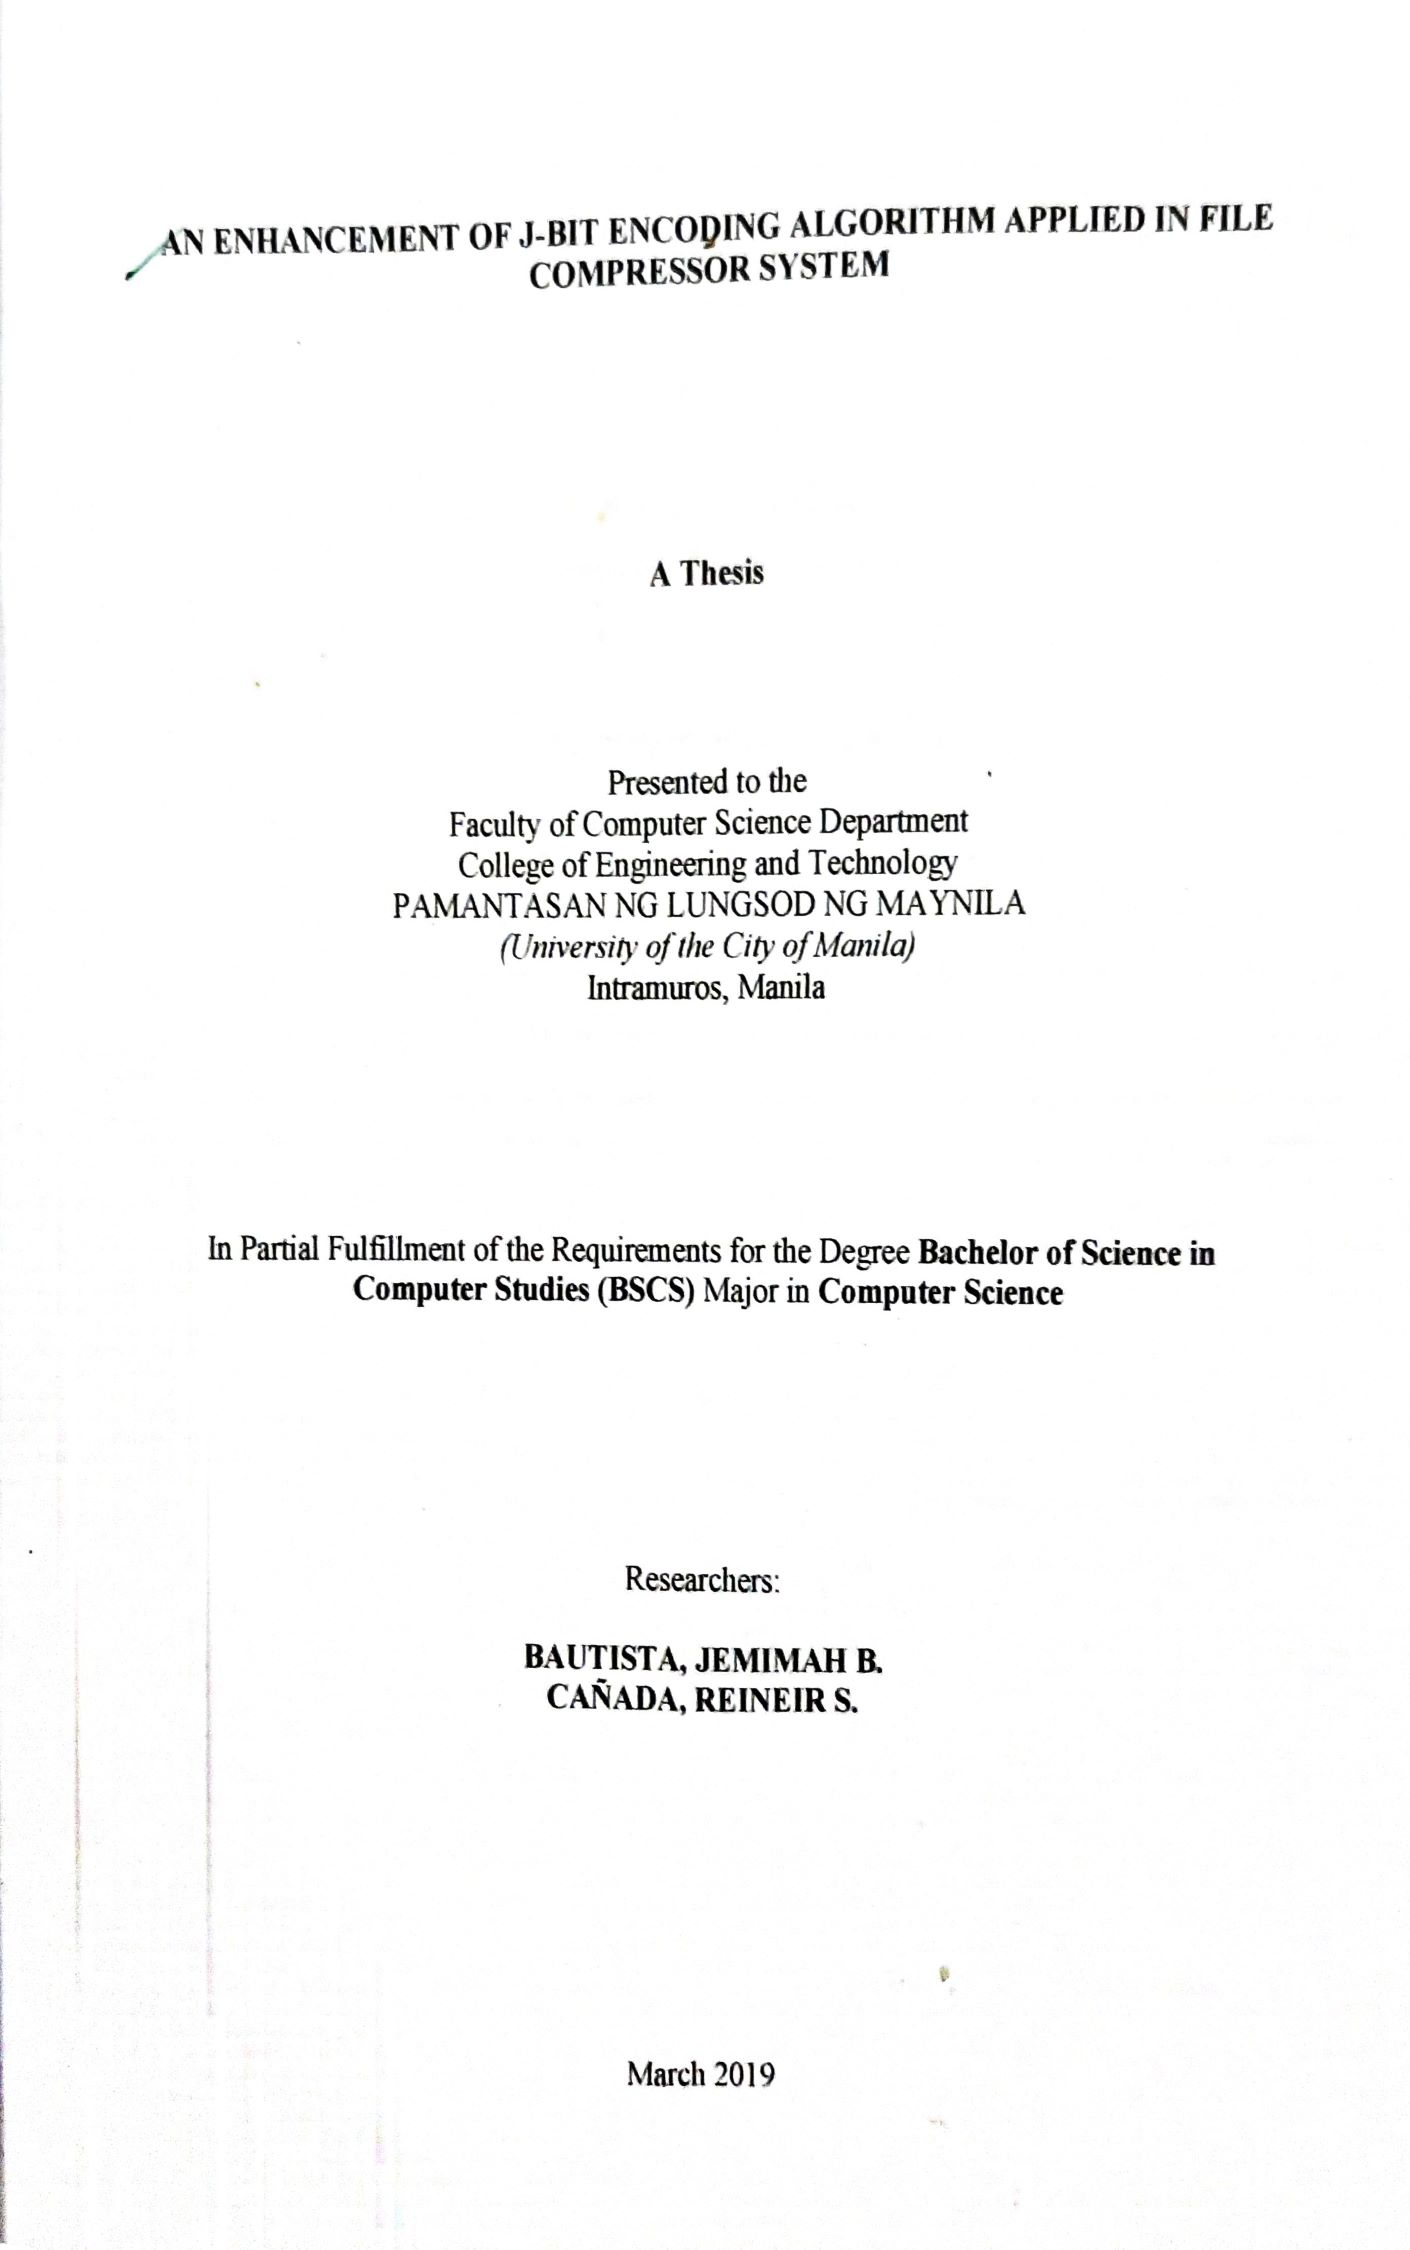 AN ENHANCEMENT OF J-BIT ENCODING ALGORITHM APPLIED IN FILE
COMPRESSOR SYSTEM
A Thesis
Presented to the
Faculty of Computer Science Department
College of Engineering and Technology
PAMANTASAN NG LUNGSOD NG MAYNILA
(University of the City of Manila)
Intramuros, Manila
In Partial Fulfillment of the Requirements for the Degree Bachelor of Science in
Computer Studies (BSCS) Major in Computer Science
Researchers:
BAUTISTA, JEMIMAH B.
CAÑADA, REINEIR S.
March 2019